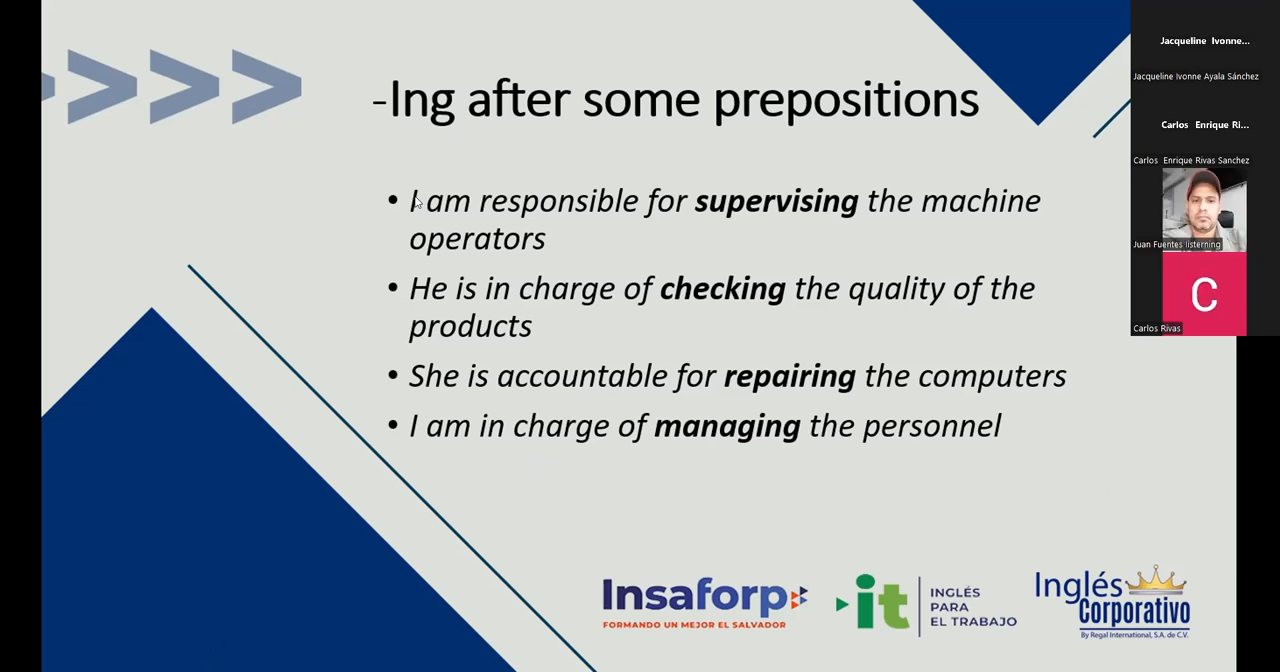 -Ing after some prepositions
• I am responsible for supervising the machine
operators
• He is in charge of checking the quality of the
products
• She is accountable for repairing the computers
• I am in charge of managing the personnel
Insaforp
FORMANDO UN MEJOR EL SALVADOR
it
INGLÉS
PARA
EL TRABAJO
Inglés
Corporativo
By Regal International, S.A. de C.V.
Jacqueline Ivonne...
Jacqueline Ivonne Ayala Sánchez
Carlos Enrique Ri...
Carlos Enrique Rivas Sanchez
Juan Fuentes listerning
C
Carlos Rivas